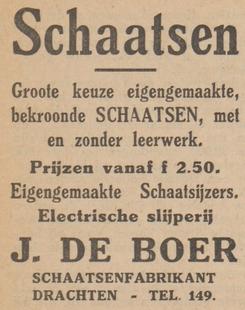 Schaatsen
Groote keuze eigengemaakte,
bekroonde SCHAATSEN, met
en zonder leerwerk.
Prijzen vanaf f 2.50.
Eigengemaakte Schaatsijzers.
Electrische slijperij
J. DE BOER
SCHAATSENFABRIKANT
DRACHTEN - TEL. 149.